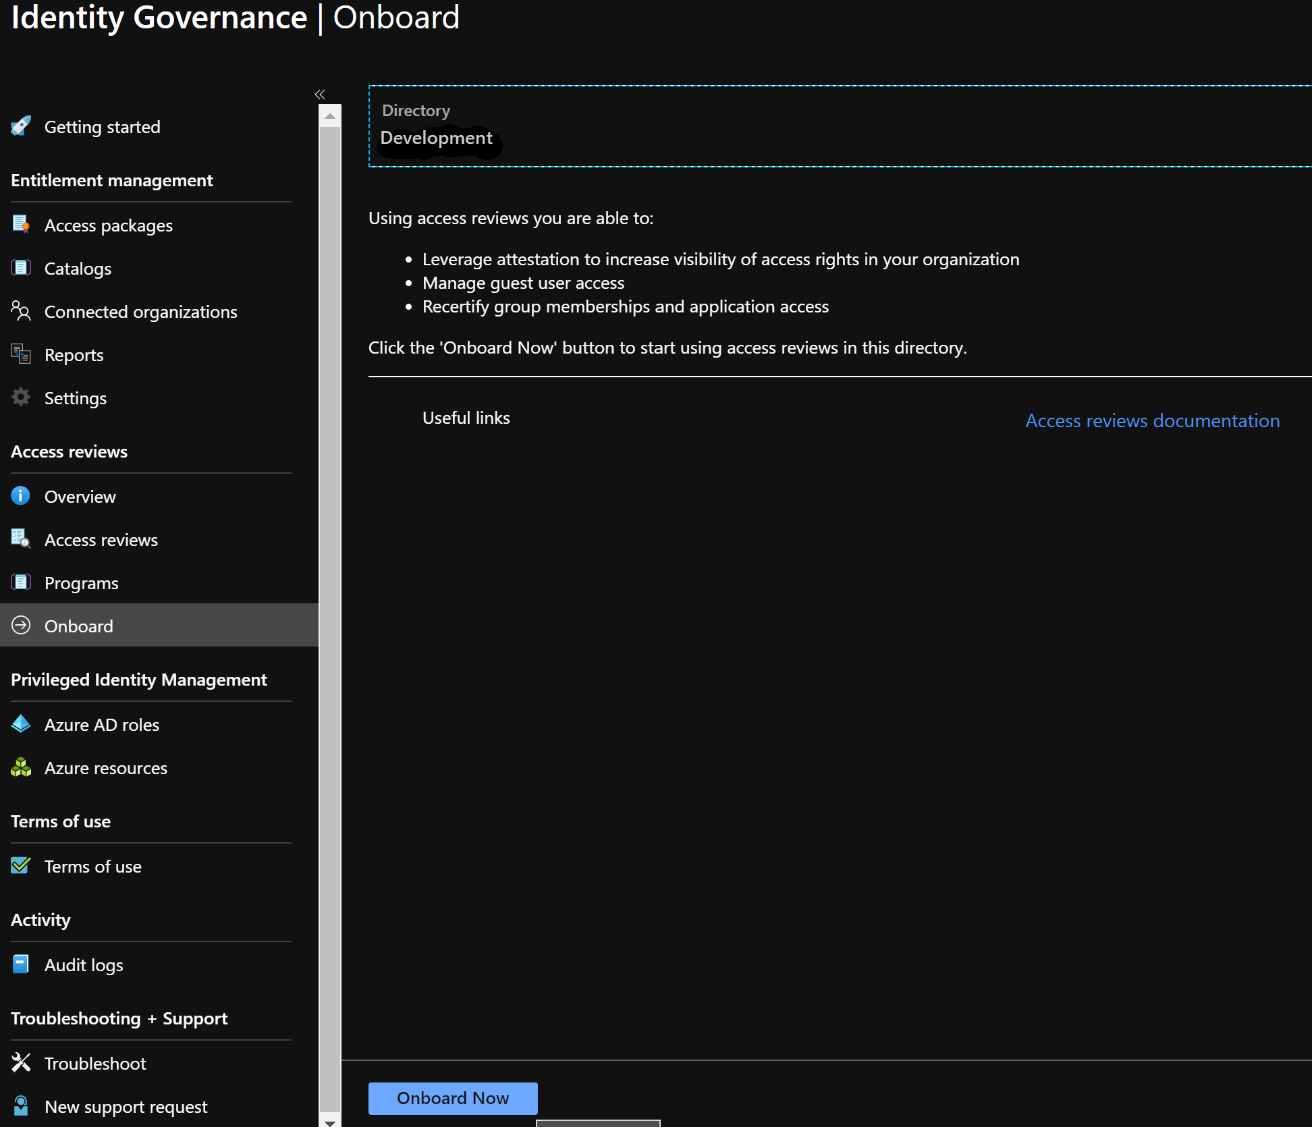 Identity Governance | Onboard
«
Getting started
Entitlement management
Access packages
Catalogs
Connected organizations
Reports
Settings
Access reviews
Overview
Access reviews
Programs
Onboard
Privileged Identity Management
Azure AD roles
Azure resources
Terms of use
Terms of use
Activity
Audit logs
Troubleshooting + Support
Troubleshoot
New support request
Directory
Development
Using access reviews you are able to:
• Leverage attestation to increase visibility of access rights in your organization
• Manage guest user access
• Recertify group memberships and application access
Click the 'Onboard Now' button to start using access reviews in this directory.
Useful links
Access reviews documentation
Onboard Now